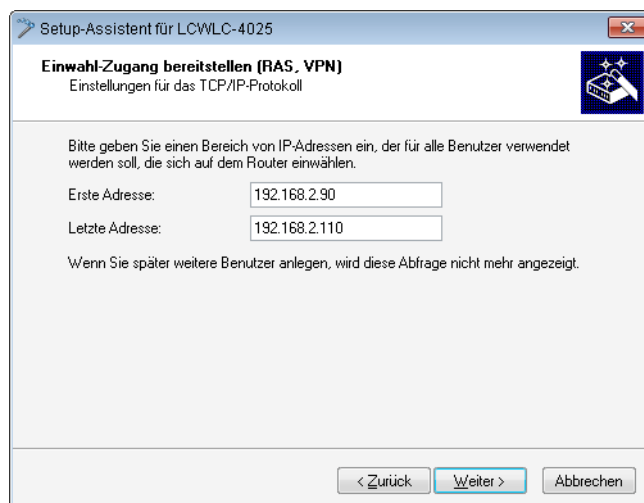 Setup-Assistent für LCWLC-4025
Einwahl-Zugang bereitstellen (RAS, VPN)
Einstellungen für das TCP/IP-Protokoll
Bitte geben Sie einen Bereich von IP-Adressen ein, der für alle Benutzer verwendet
werden soll, die sich auf dem Router einwählen.
Erste Adresse: 192.168.2.90
Letzte Adresse: 192.168.2.110
Wenn Sie später weitere Benutzer anlegen, wird diese Abfrage nicht mehr angezeigt.
< Zurück Weiter > Abbrechen